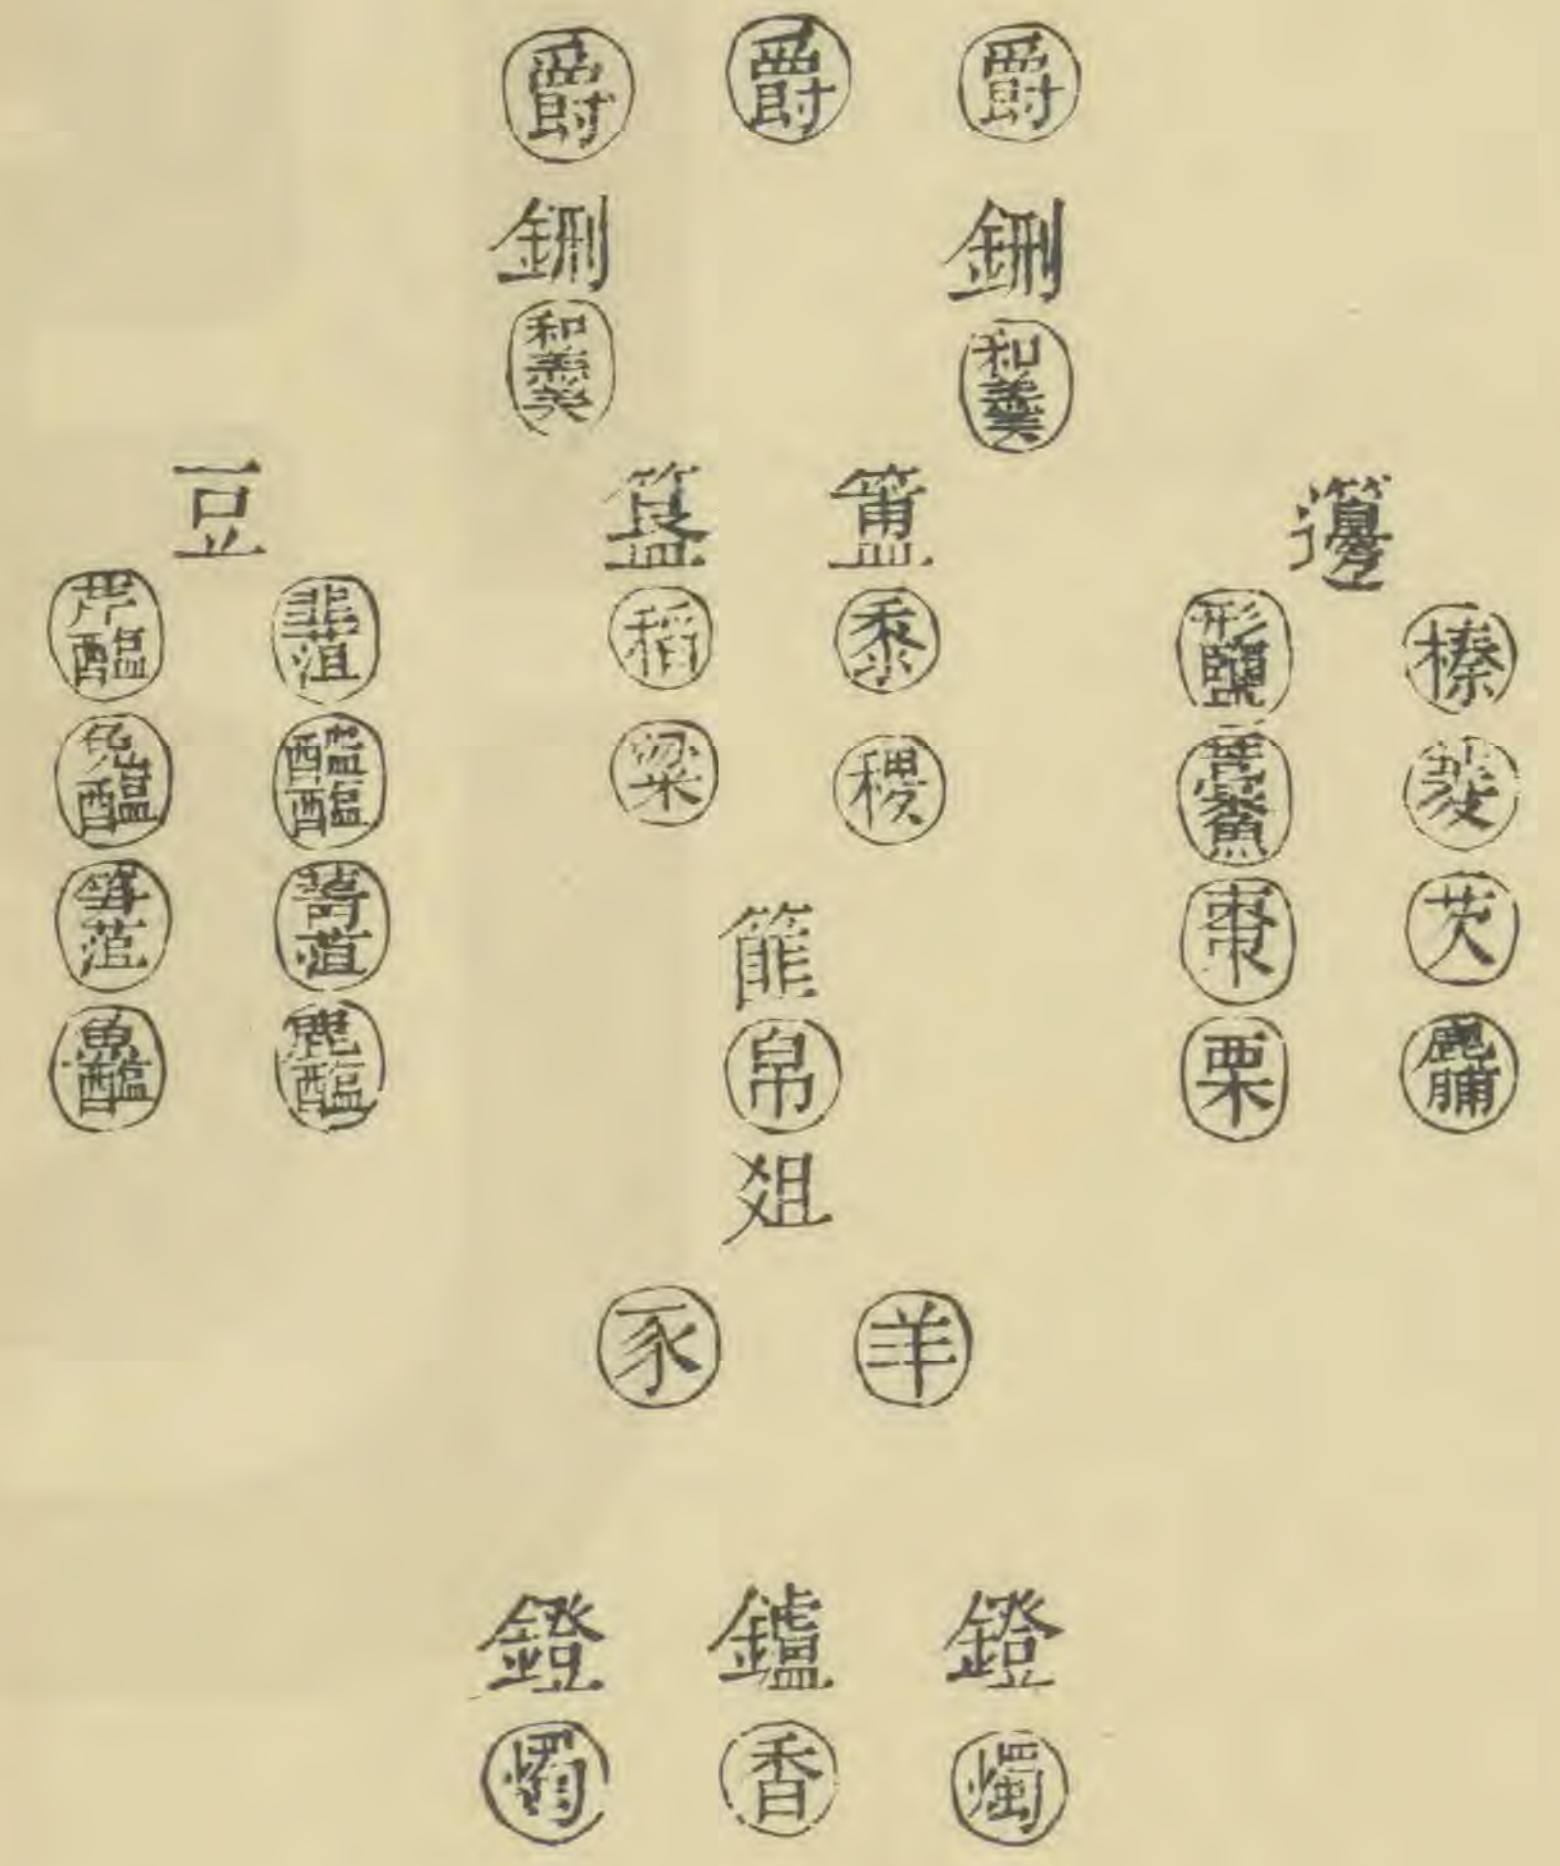 爵 爵 爵
鉶 鉶
和羹 和羹
豆 簋 簠 籩
芹醢 韭菹 稻 黍 形鹽 榛
兔醢 醓醢 粱 稷 藁魚 菱
筍菹 菁菹 棗 芡
魚醢 鹿醢 栗 鹿脯
篚
帛
俎
豕 羊
鐙 鑪 鐙
燭 香 燭